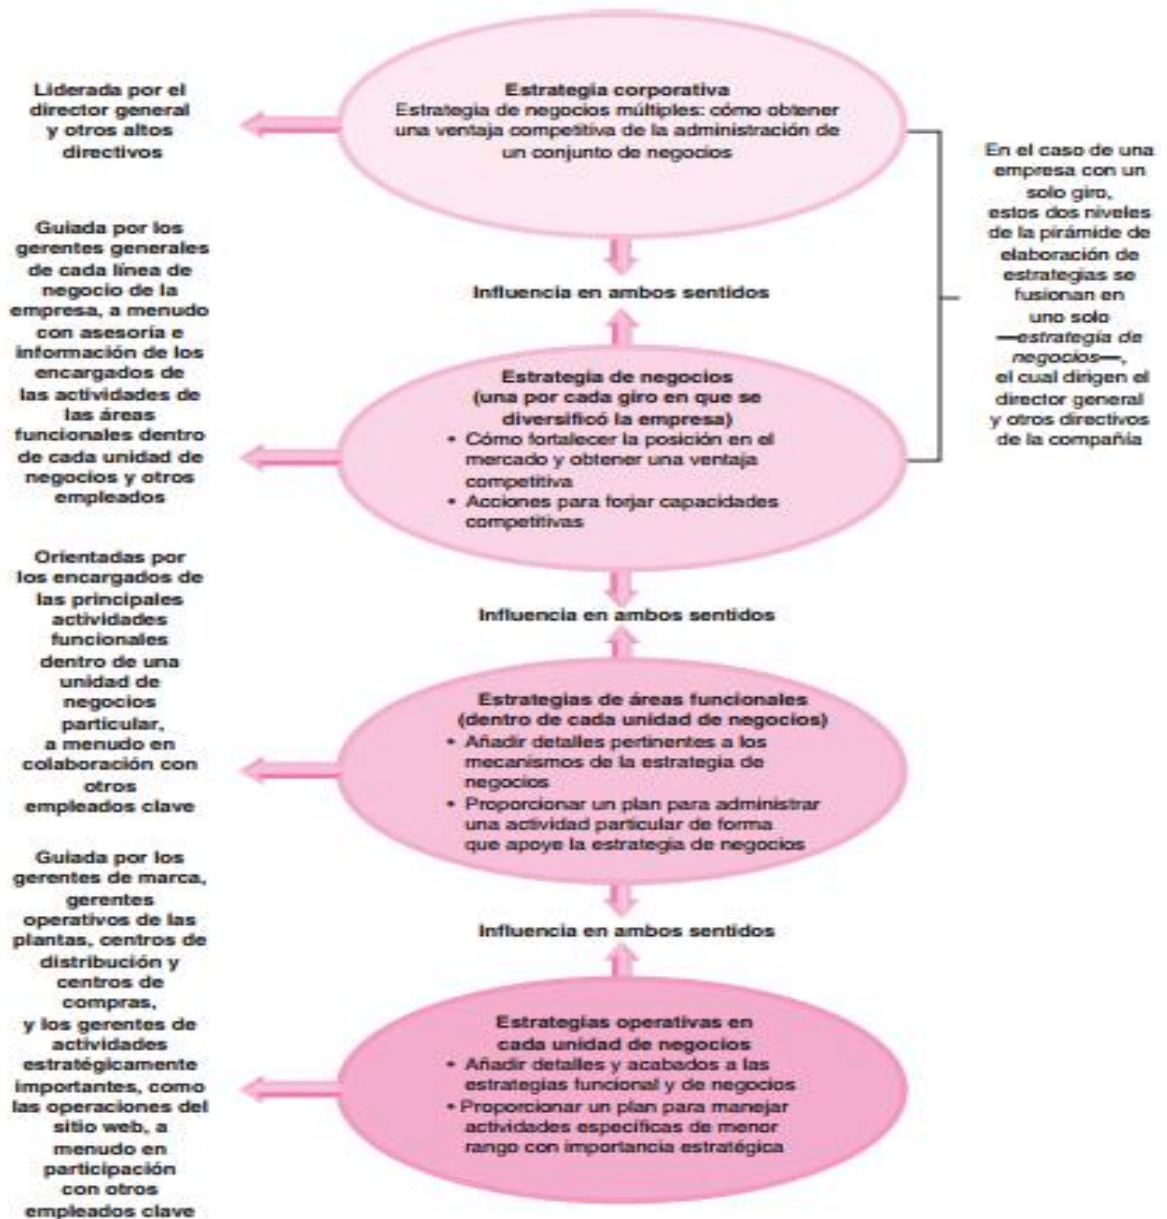 Liderada por el
director general
y otros altos
directivos
Estrategia corporativa
Estrategia de negocios múltiples: cómo obtener
una ventaja competitiva de la administración de
un conjunto de negocios
En el caso de una
empresa con un
solo giro,
estos dos niveles
de la pirámide de
elaboración de
estrategias se
fusionan en
uno solo
—estrategia de
negocios—,
el cual dirigen el
director general
y otros directivos
de la compañía
Influencia en ambos sentidos
Guiada por los
gerentes generales
de cada línea de
negocio de la
empresa, a menudo
con asesoría e
información de los
encargados de
las actividades de
las áreas
funcionales dentro
de cada unidad de
negocios y otros
empleados
Estrategia de negocios
(una por cada giro en que se
diversificó la empresa)
• Cómo fortalecer la posición en el
mercado y obtener una ventaja
competitiva
• Acciones para forjar capacidades
competitivas
Influencia en ambos sentidos
Orientadas por
los encargados de
las principales
actividades
funcionales
dentro de una
unidad de
negocios
particular,
a menudo en
colaboración con
otros
empleados clave
Estrategias de áreas funcionales
(dentro de cada unidad de negocios)
• Añadir detalles pertinentes a los
mecanismos de la estrategia de
negocios
• Proporcionar un plan para administrar
una actividad particular de forma
que apoye la estrategia de negocios
Influencia en ambos sentidos
Guiada por los
gerentes de marca,
gerentes
operativos de las
plantas, centros de
distribución y
centros de
compras,
y los gerentes de
actividades
estratégicamente
importantes, como
las operaciones del
sitio web, a
menudo en
participación
con otros
empleados clave
Estrategias operativas en
cada unidad de negocios
• Añadir detalles y acabados a las
estrategias funcional y de negocios
• Proporcionar un plan para manejar
actividades específicas de menor
rango con importancia estratégica